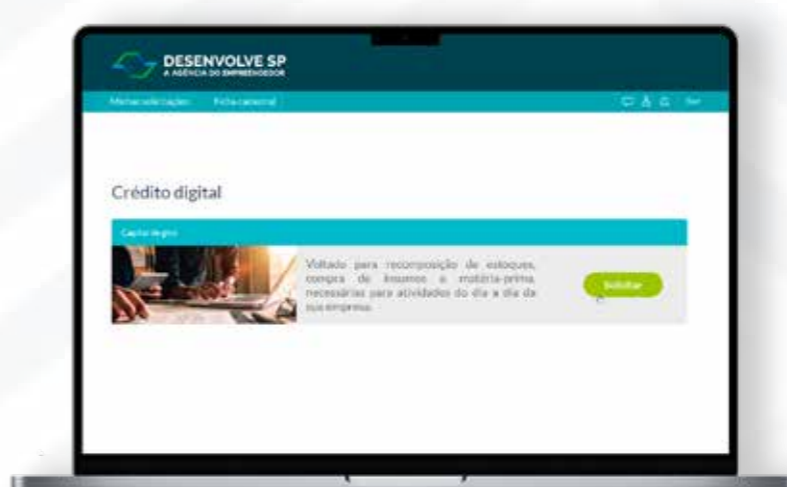 DESENVOLVE SP
A AGÊNCIA DO EMPREENDEDOR
Minhas solicitações Ficha cadastral Sair
Crédito digital
Capital de giro
Voltado para recomposição de estoques,
compra de insumos e matéria-prima,
necessárias para atividades do dia a dia da
sua empresa.
Solicitar